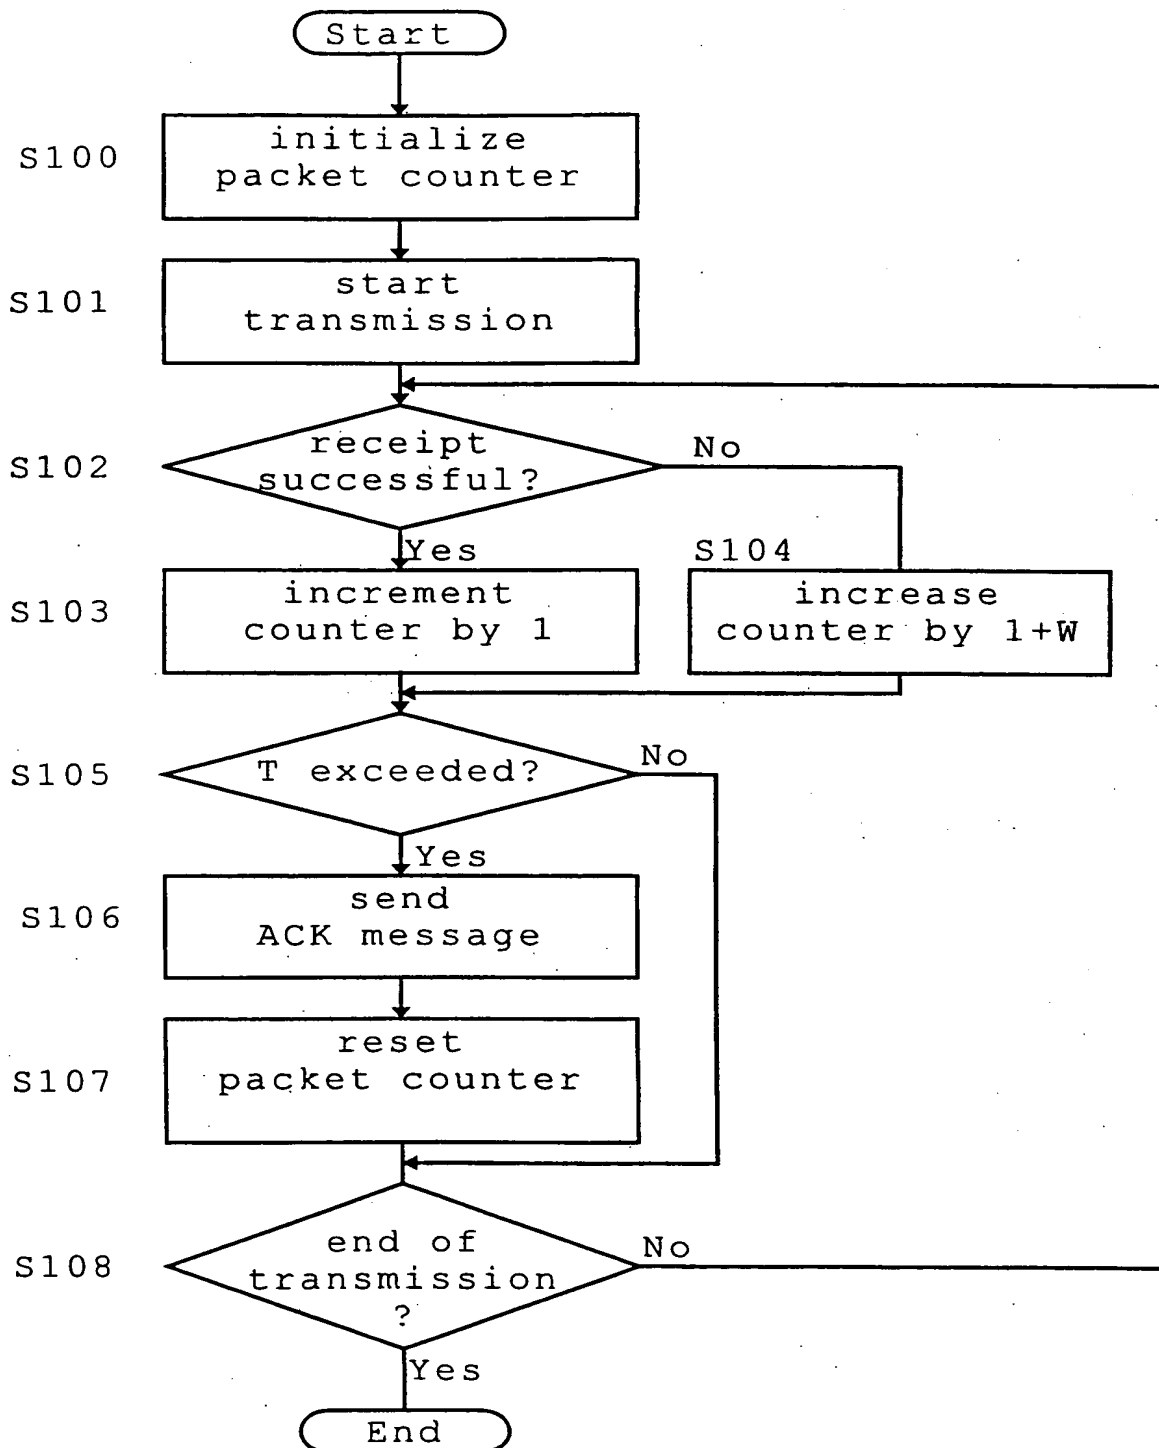 Start
S100
initialize
packet counter
S101
start
transmission
S102
receipt
successful?
No
Yes
S104
S103
increment
counter by 1
increase
counter by 1+W
S105
T exceeded?
No
Yes
S106
send
ACK message
S107
reset
packet counter
S108
end of
transmission
?
No
Yes
End